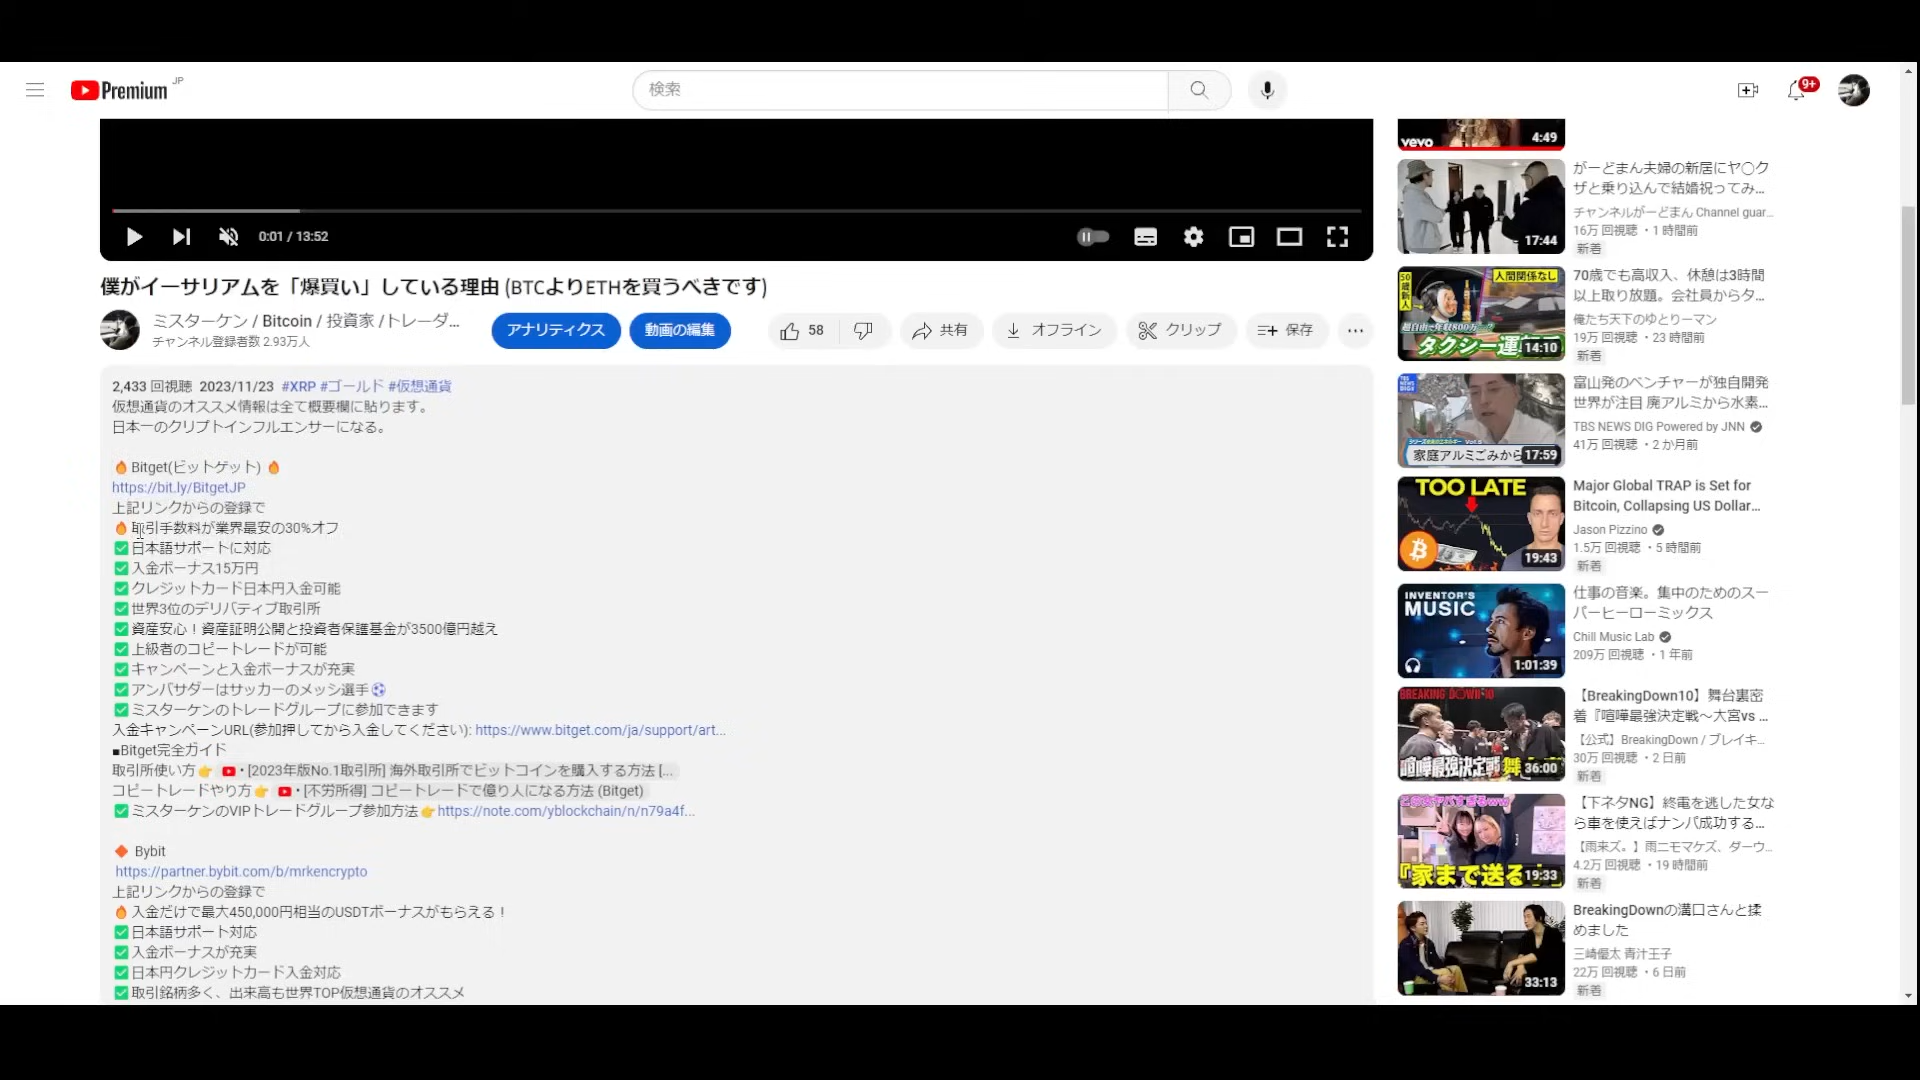 Premium JP
検索
9+
0:01 / 13:52
僕がイーサリアムを「爆買い」している理由 (BTCよりETHを買うべきです)
ミスターケン / Bitcoin / 投資家 /トレーダ...
チャンネル登録者数 2.93万人
アナリティクス
動画の編集
58
共有
オフライン
クリップ
保存
2,433 回視聴 2023/11/23 #XRP #ゴールド #仮想通貨
仮想通貨のオススメ情報は全て概要欄に貼ります。
日本一のクリプトインフルエンサーになる。
🔥Bitget(ビットゲット) 🔥
https://bit.ly/BitgetJP
上記リンクからの登録で
🔥取引手数料が業界最安の30%オフ
✅日本語サポートに対応
✅入金ボーナス15万円
✅クレジットカード日本円入金可能
✅世界3位のデリバティブ取引所
✅資産安心！資産証明公開と投資者保護基金が3500億円越え
✅上級者のコピートレードが可能
✅キャンペーンと入金ボーナスが充実
✅アンバサダーはサッカーのメッシ選手⚽
✅ミスターケンのトレードグループに参加できます
入金キャンペーンURL(参加押してから入金してください): https://www.bitget.com/ja/support/art...
■Bitget完全ガイド
取引所使い方👉 ・[2023年版No.1取引所] 海外取引所でビットコインを購入する方法 [...
コピートレードやり方👉 ・[不労所得] コピートレードで億り人になる方法 (Bitget)
✅ミスターケンのVIPトレードグループ参加方法👉https://note.com/yblockchain/n/n79a4f...
🔶 Bybit
https://partner.bybit.com/b/mrkencrypto
上記リンクからの登録で
🔥入金だけで最大450,000円相当のUSDTボーナスがもらえる！
✅日本語サポート対応
✅入金ボーナスが充実
✅日本円クレジットカード入金対応
✅取引銘柄多く、出来高も世界TOP仮想通貨のオススメ
vevo
4:49
17:44
がーどまん夫婦の新居にヤ〇ク
ザと乗り込んで結婚祝ってみ...
チャンネルがーどまん Channel guar...
16万 回視聴 ・1 時間前
新着
50歳新人
人間関係なし
超自由で年収800万
タクシー運
14:10
70歳でも高収入、休憩は3時間
以上取り放題。会社員からタ...
俺たち天下のゆとりーマン
19万 回視聴 ・23 時間前
新着
TBS NEWS DIG
家庭アルミごみから
17:59
富山発のベンチャーが独自開発
世界が注目 廃アルミから水素...
TBS NEWS DIG Powered by JNN
41万 回視聴 ・2 か月前
TOO LATE
19:43
Major Global TRAP is Set for
Bitcoin, Collapsing US Dollar...
Jason Pizzino
1.5万 回視聴 ・5 時間前
新着
INVENTOR'S
MUSIC
1:01:39
仕事の音楽。集中のためのスー
パーヒーローミックス
Chill Music Lab
209万 回視聴 ・1 年前
BREAKING DOWN 10
喧嘩最強決定戦 舞
36:00
【BreakingDown10】舞台裏密
着『喧嘩最強決定戦～大宮vs ...
【公式】BreakingDown / ブレイキ...
30万 回視聴 ・2 日前
新着
『家まで送る
19:33
【下ネタNG】終電を逃した女な
ら車を使えばナンパ成功する...
【雨来ズ。】雨ニモマケズ、ダーウ...
4.2万 回視聴 ・19 時間前
新着
33:13
BreakingDownの溝口さんと揉
めました
三崎優太 青汁王子
22万 回視聴 ・6 日前
新着